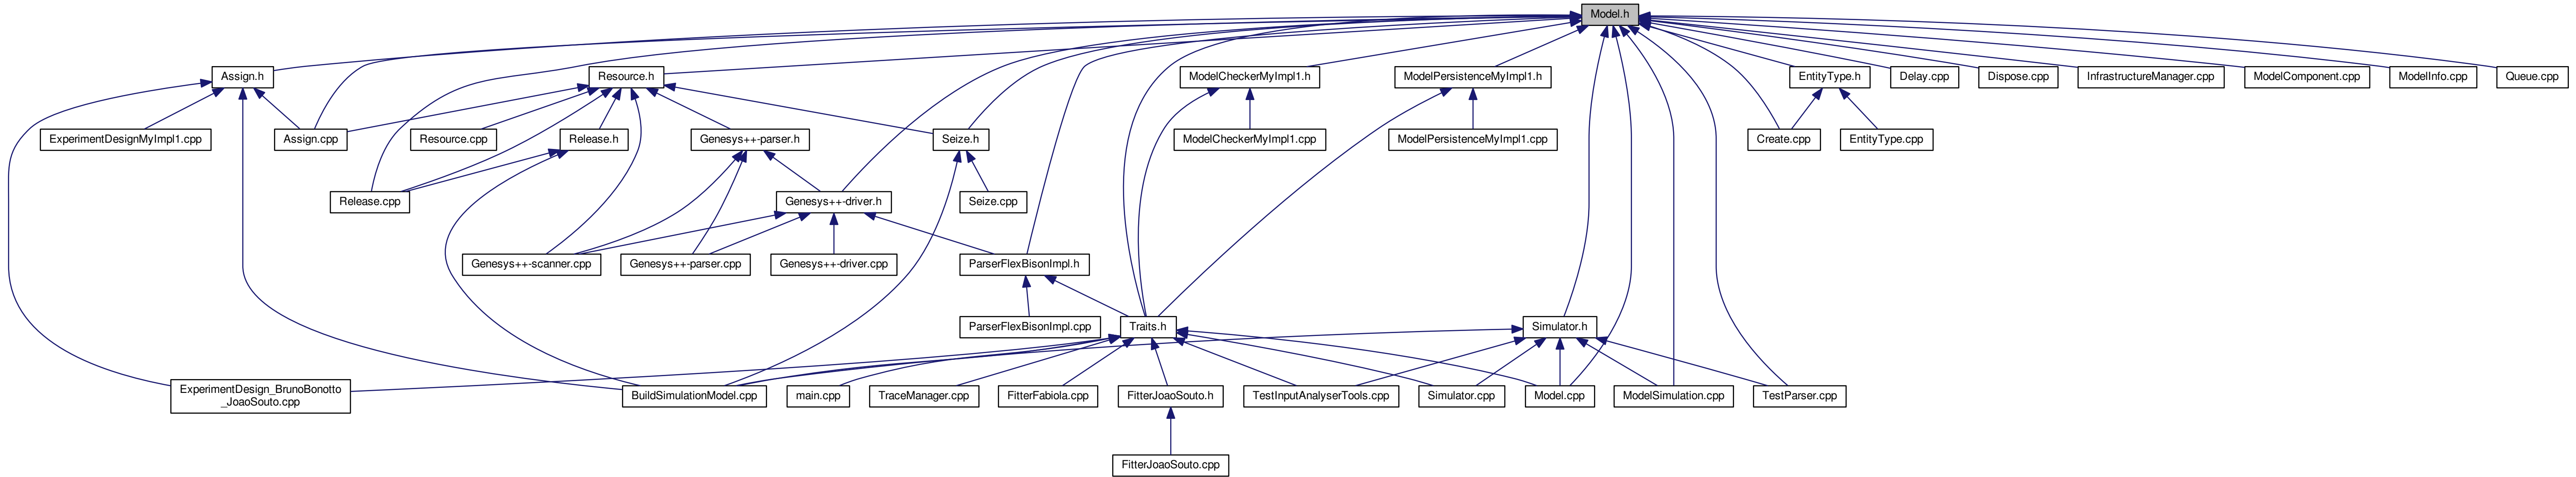 Model.h
Assign.h
Resource.h
ModelCheckerMyImpl1.h
ModelPersistenceMyImpl1.h
EntityType.h
Delay.cpp
Dispose.cpp
InfrastructureManager.cpp
ModelComponent.cpp
ModelInfo.cpp
Queue.cpp
ExperimentDesignMyImpl1.cpp
Assign.cpp
Resource.cpp
Release.h
Genesys++-parser.h
Seize.h
ModelCheckerMyImpl1.cpp
ModelPersistenceMyImpl1.cpp
Create.cpp
EntityType.cpp
Release.cpp
Genesys++-driver.h
Seize.cpp
Genesys++-scanner.cpp
Genesys++-parser.cpp
Genesys++-driver.cpp
ParserFlexBisonImpl.h
ParserFlexBisonImpl.cpp
Traits.h
Simulator.h
ExperimentDesign_BrunoBonotto
_JoaoSouto.cpp
BuildSimulationModel.cpp
main.cpp
TraceManager.cpp
FitterFabiola.cpp
FitterJoaoSouto.h
TestInputAnalyserTools.cpp
Simulator.cpp
Model.cpp
ModelSimulation.cpp
TestParser.cpp
FitterJoaoSouto.cpp